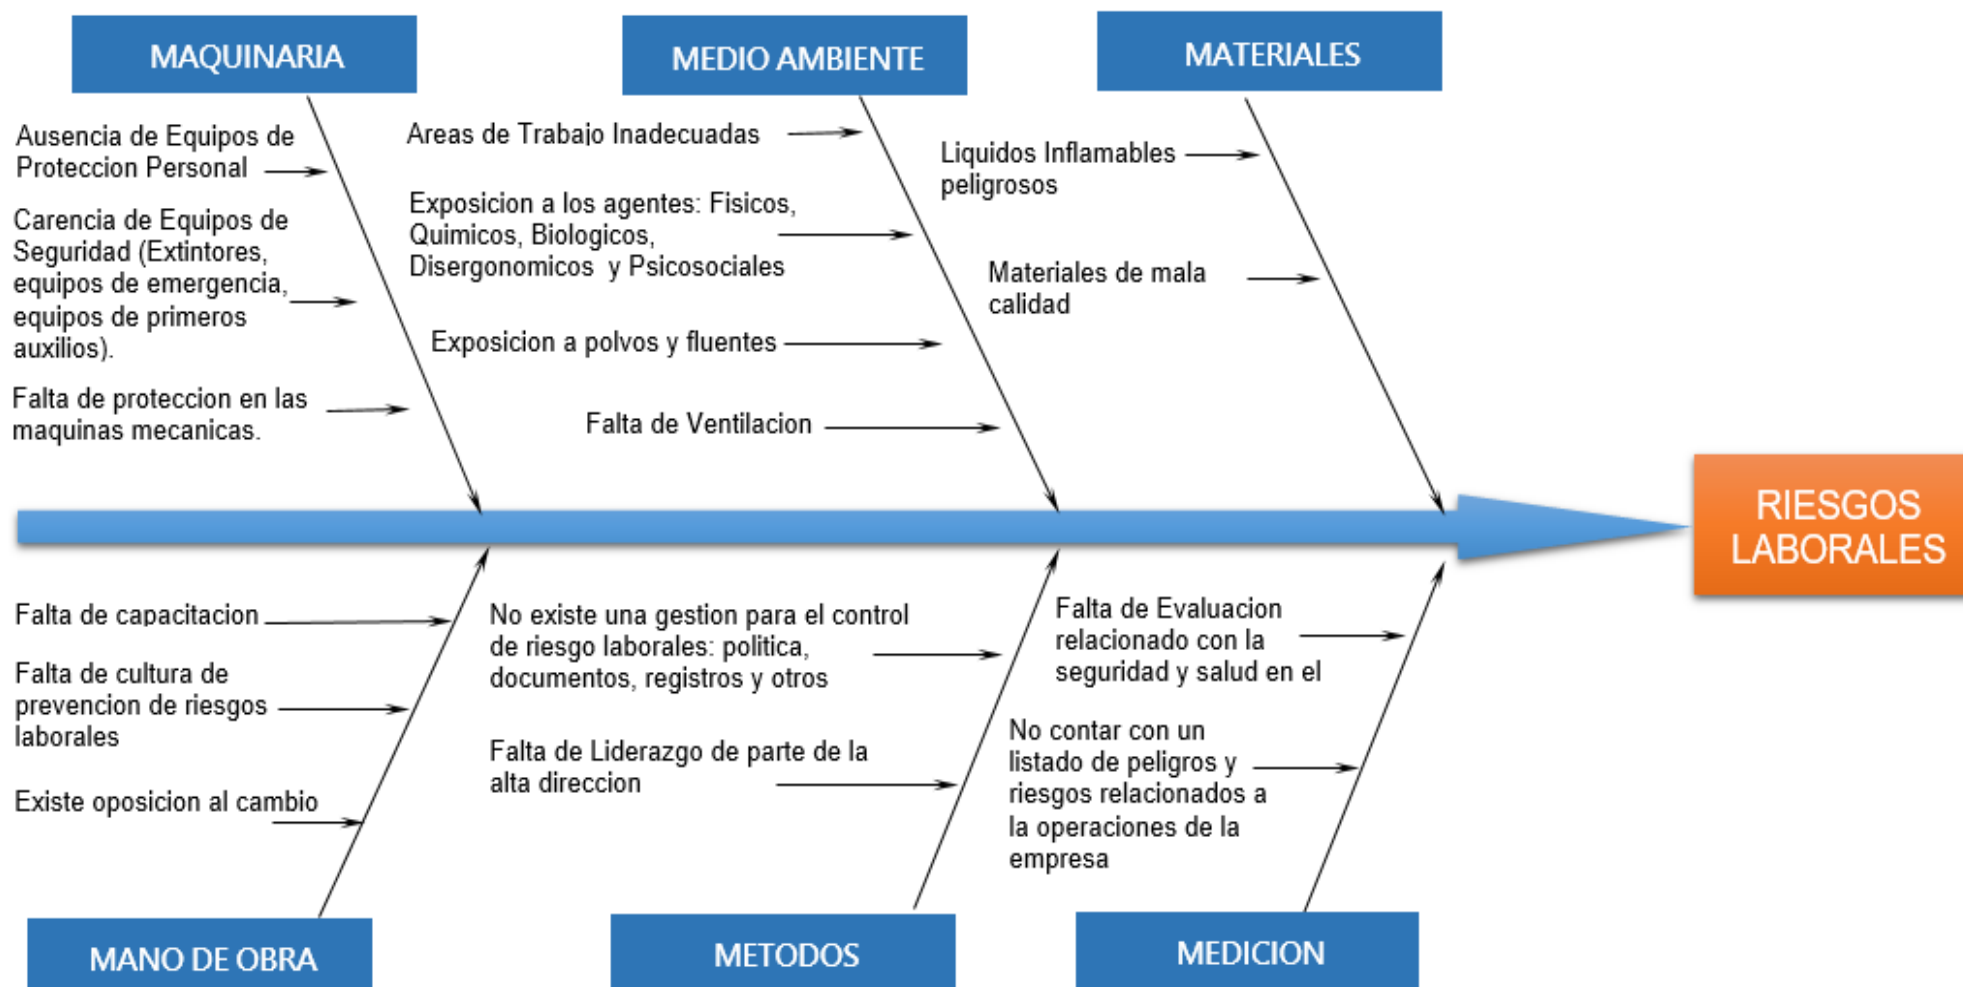 MAQUINARIA
Ausencia de Equipos de
Proteccion Personal
Carencia de Equipos de
Seguridad (Extintores,
equipos de emergencia,
equipos de primeros
auxilios).
Falta de proteccion en las
maquinas mecanicas.
MEDIO AMBIENTE
Areas de Trabajo Inadecuadas
Exposicion a los agentes: Fisicos,
Quimicos, Biologicos,
Disergonomicos y Psicosociales
Exposicion a polvos y fluentes
Falta de Ventilacion
MATERIALES
Liquidos Inflamables
peligrosos
Materiales de mala
calidad
RIESGOS
LABORALES
Falta de capacitacion
Falta de cultura de
prevencion de riesgos
laborales
Existe oposicion al cambio
MANO DE OBRA
No existe una gestion para el control
de riesgo laborales: politica,
documentos, registros y otros
Falta de Liderazgo de parte de la
alta direccion
METODOS
Falta de Evaluacion
relacionado con la
seguridad y salud en el
No contar con un
listado de peligros y
riesgos relacionados a
la operaciones de la
empresa
MEDICION